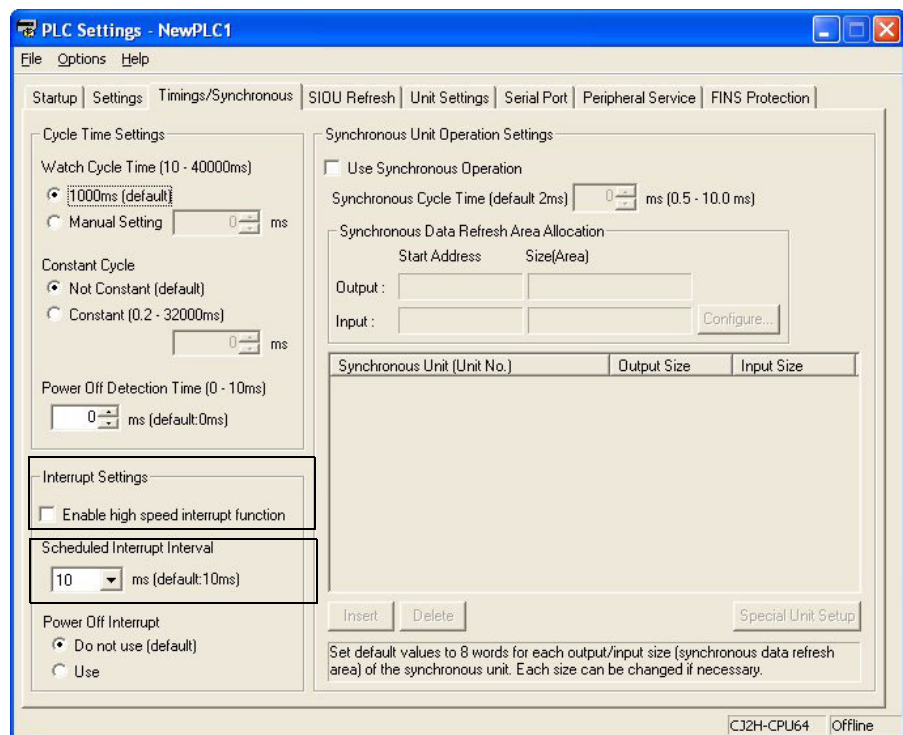 PLC Settings - NewPLC1
File Options Help
Startup Settings Timings/Synchronous SIOU Refresh Unit Settings Serial Port Peripheral Service FINS Protection
Cycle Time Settings
Watch Cycle Time (10 - 40000ms)
1000ms (default)
Manual Setting 0 ms
Constant Cycle
Not Constant (default)
Constant (0.2 - 32000ms)
0 ms
Power Off Detection Time (0 - 10ms)
0 ms (default:0ms)
Interrupt Settings
Enable high speed interrupt function
Scheduled Interrupt Interval
10 ms (default:10ms)
Power Off Interrupt
Do not use (default)
Use
Synchronous Unit Operation Settings
Use Synchronous Operation
Synchronous Cycle Time (default 2ms) 0 ms (0.5 - 10.0 ms)
Synchronous Data Refresh Area Allocation
Start Address Size(Area)
Output :
Input : Configure...
Synchronous Unit (Unit No.) Output Size Input Size
Insert Delete Special Unit Setup
Set default values to 8 words for each output/input size (synchronous data refresh
area) of the synchronous unit. Each size can be changed if necessary.
CJ2H-CPU64 Offline